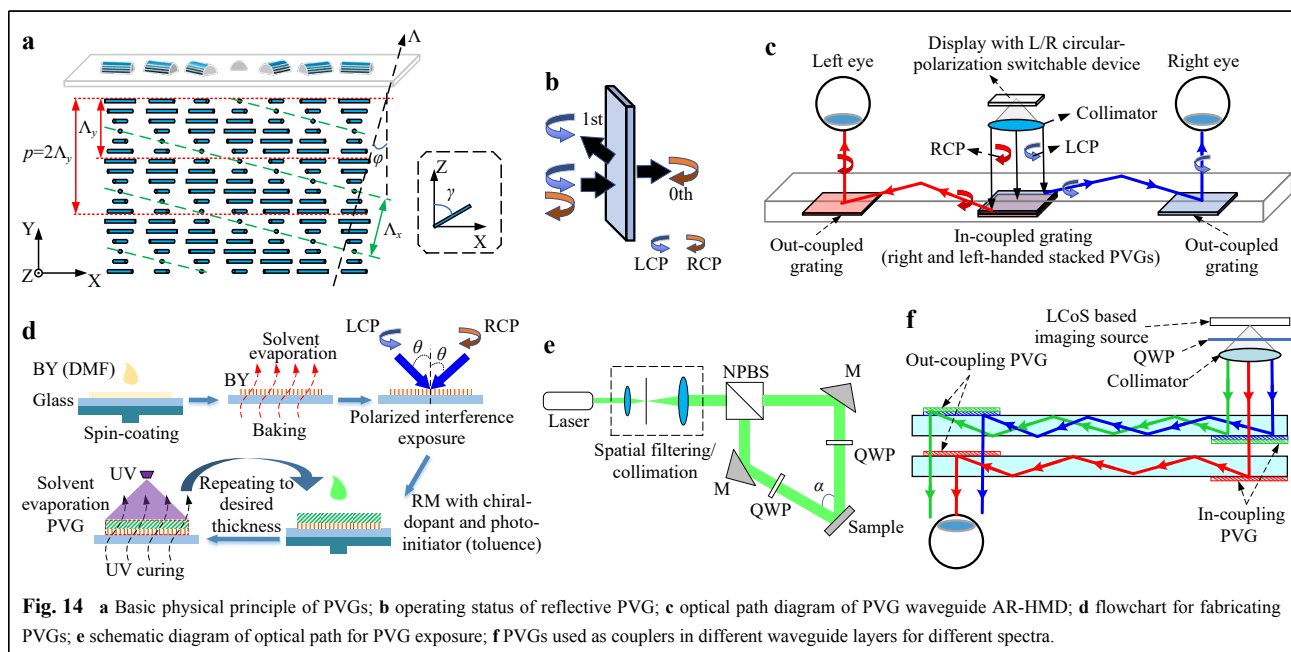 a
Λ
Λy
p=2Λy
φ
Λx
Y
Z
X
Z
γ
X
b
1st
0th
LCP
RCP
c
Display with L/R circular-
polarization switchable device
Left eye
Right eye
Collimator
RCP
LCP
Out-coupled
grating
In-coupled grating
(right and left-handed stacked PVGs)
Out-coupled
grating
d
LCP
RCP
θ
θ
BY (DMF)
Glass
Spin-coating
Solvent
evaporation
BY
Baking
Polarized interference
exposure
UV
Solvent
evaporation
PVG
UV curing
Repeating to
desired
thickness
RM with chiral-
dopant and photo-
initiator (toluence)
e
Laser
Spatial filtering/
collimation
NPBS
M
QWP
M
QWP
α
Sample
f
LCoS based
imaging source
QWP
Collimator
Out-coupling PVG
In-coupling
PVG
Fig. 14 a Basic physical principle of PVGs; b operating status of reflective PVG; c optical path diagram of PVG waveguide AR-HMD; d flowchart for fabricating
PVGs; e schematic diagram of optical path for PVG exposure; f PVGs used as couplers in different waveguide layers for different spectra.